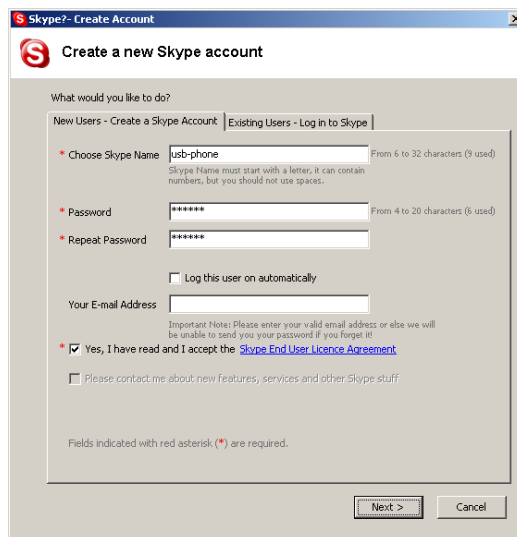 Skype?- Create Account
Create a new Skype account
What would you like to do?
New Users - Create a Skype Account Existing Users - Log in to Skype
* Choose Skype Name usb-phone From 6 to 32 characters (9 used)
Skype Name must start with a letter, it can contain
numbers, but you should not use spaces.
* Password ****** From 4 to 20 characters (6 used)
* Repeat Password ******
Log this user on automatically
Your E-mail Address
Important Note: Please enter your valid email address or else we will
be unable to send you your password if you forget it!
* Yes, I have read and I accept the Skype End User Licence Agreement
Please contact me about new features, services and other Skype stuff
Fields indicated with red asterisk (*) are required.
Next > Cancel